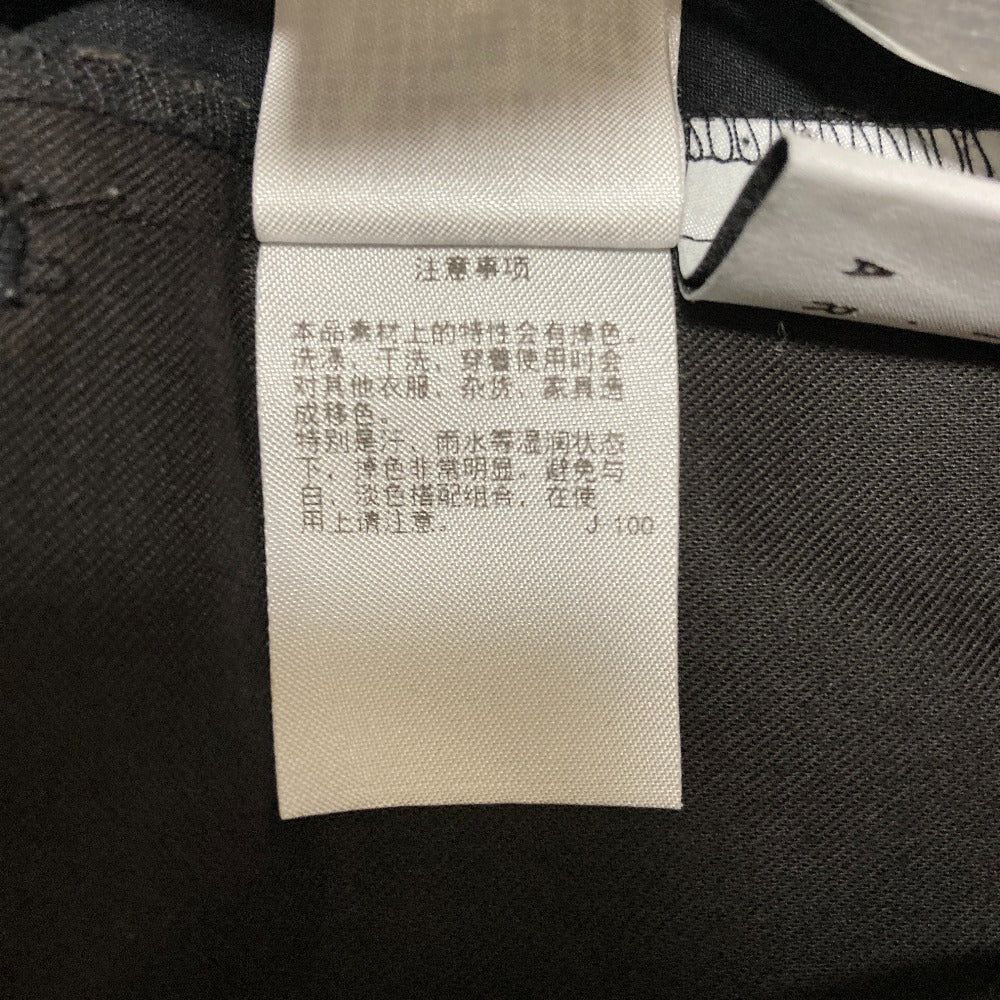 注意事项
本品素材上的特性会有掉色。
洗涤、干洗、穿着使用时会
对其他衣服、杂货、家具造
成移色。
特别是汗、雨水等湿润状态
下，掉色非常明显。避免与
白、淡色搭配组合，在使
用上请注意。 J-100